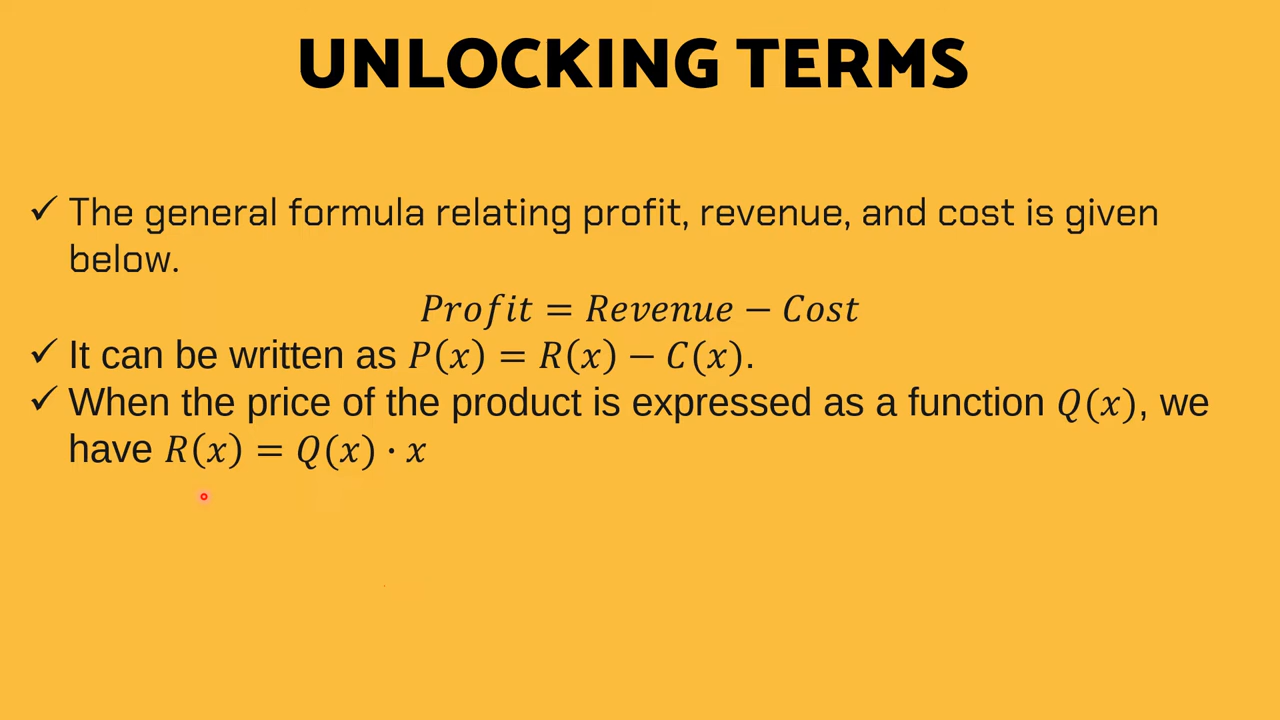 UNLOCKING TERMS
✓ The general formula relating profit, revenue, and cost is given
below.
Profit = Revenue − Cost
✓ It can be written as P(x) = R(x) − C(x).
✓ When the price of the product is expressed as a function Q(x), we
have R(x) = Q(x) · x